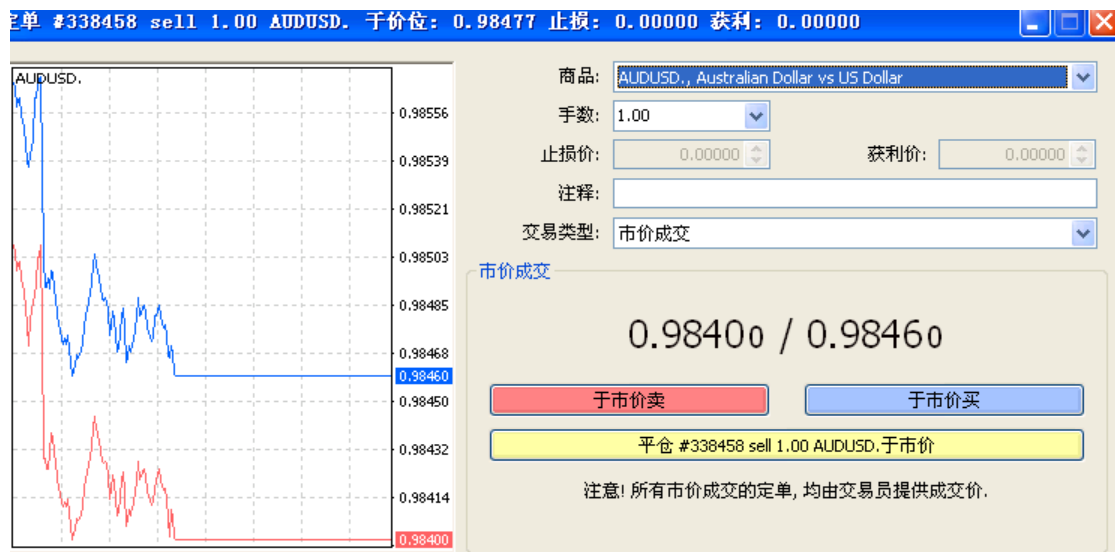 定单 #338458 sell 1.00 AUDUSD. 于价位: 0.98477 止损: 0.00000 获利: 0.00000
AUDUSD.
0.98556
0.98539
0.98521
0.98503
0.98485
0.98468
0.98460
0.98450
0.98432
0.98414
0.98400
商品: AUDUSD., Australian Dollar vs US Dollar
手数: 1.00
止损价: 0.00000 获利价: 0.00000
注释:
交易类型: 市价成交
市价成交
0.98400 / 0.98460
于市价卖 于市价买
平仓 #338458 sell 1.00 AUDUSD.于市价
注意! 所有市价成交的定单, 均由交易员提供成交价.